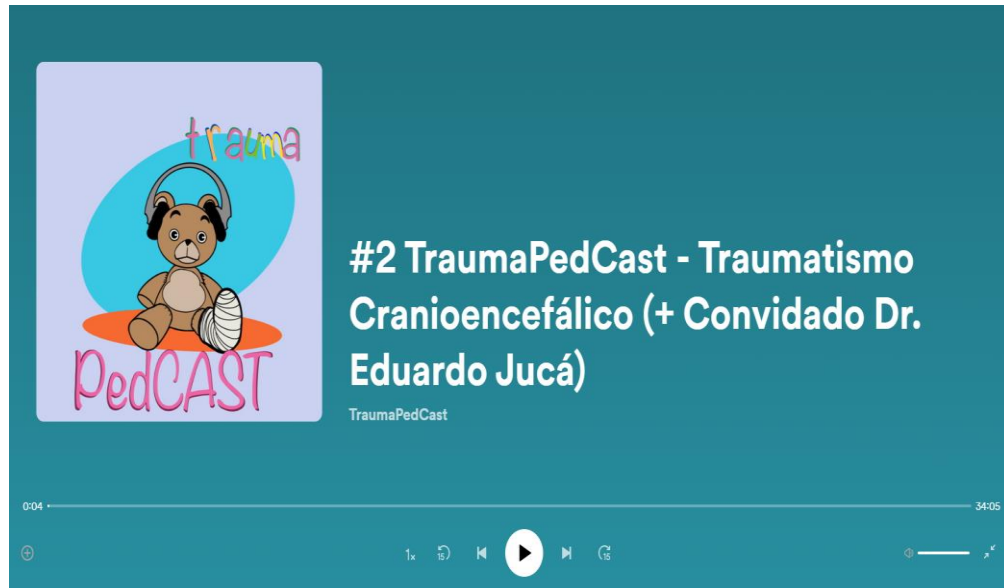 trauma
PedCAST
#2 TraumaPedCast - Traumatismo
Cranioencefálico (+ Convidado Dr.
Eduardo Jucá)
TraumaPedCast
0:04
34:05
1x
15
15